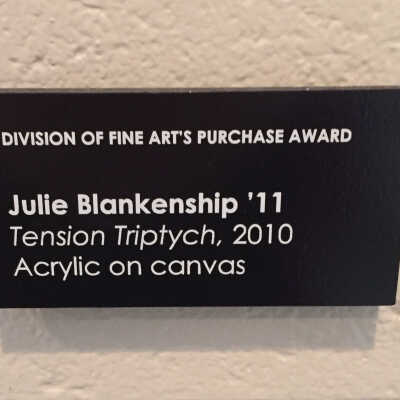 DIVISION OF FINE ART'S PURCHASE AWARD
Julie Blankenship '11
Tension Triptych, 2010
Acrylic on canvas